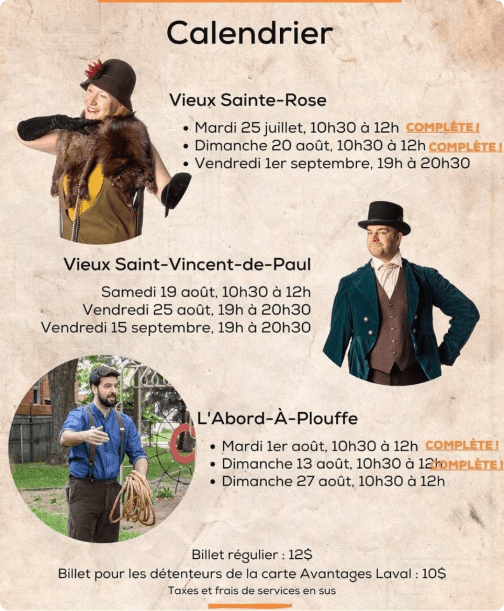 Calendrier
Vieux Sainte-Rose
• Mardi 25 juillet, 10h30 à 12h COMPLÈTE !
• Dimanche 20 août, 10h30 à 12h COMPLÈTE !
• Vendredi 1er septembre, 19h à 20h30
Vieux Saint-Vincent-de-Paul
Samedi 19 août, 10h30 à 12h
Vendredi 25 août, 19h à 20h30
Vendredi 15 septembre, 19h à 20h30
L'Abord-À-Plouffe
• Mardi 1er août, 10h30 à 12h COMPLÈTE !
• Dimanche 13 août, 10h30 à 12h COMPLÈTE !
• Dimanche 27 août, 10h30 à 12h
Billet régulier : 12$
Billet pour les détenteurs de la carte Avantages Laval : 10$
Taxes et frais de services en sus